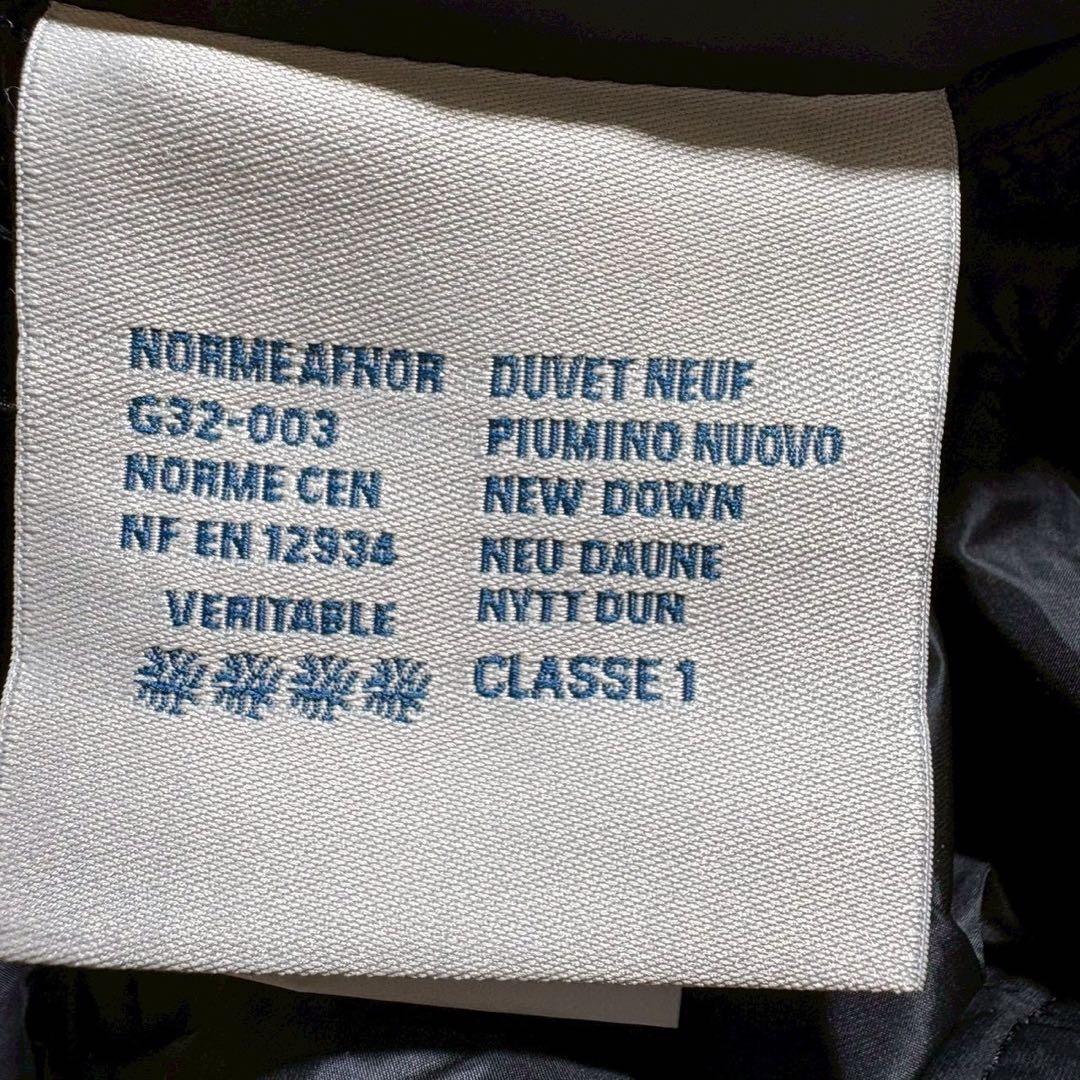 NORME AFNOR
G32-003
NORME CEN
NF EN 12934
VERITABLE
DUVET NEUF
PIUMINO NUOVO
NEW DOWN
NEU DAUNE
NYTT DUN
CLASSE 1